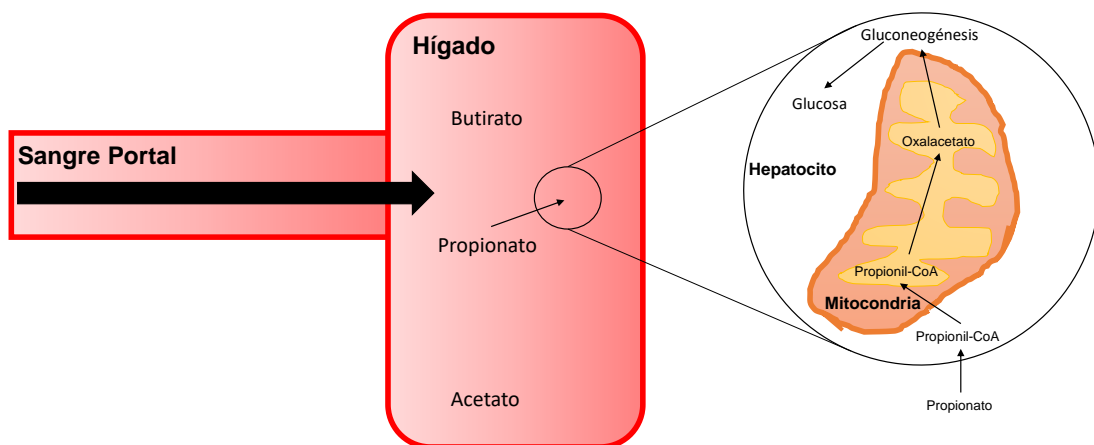 Sangre Portal
Hígado
Butirato
Propionato
Acetato
Gluconeogénesis
Glucosa
Oxalacetato
Hepatocito
Propionil-CoA
Mitocondria
Propionil-CoA
Propionato